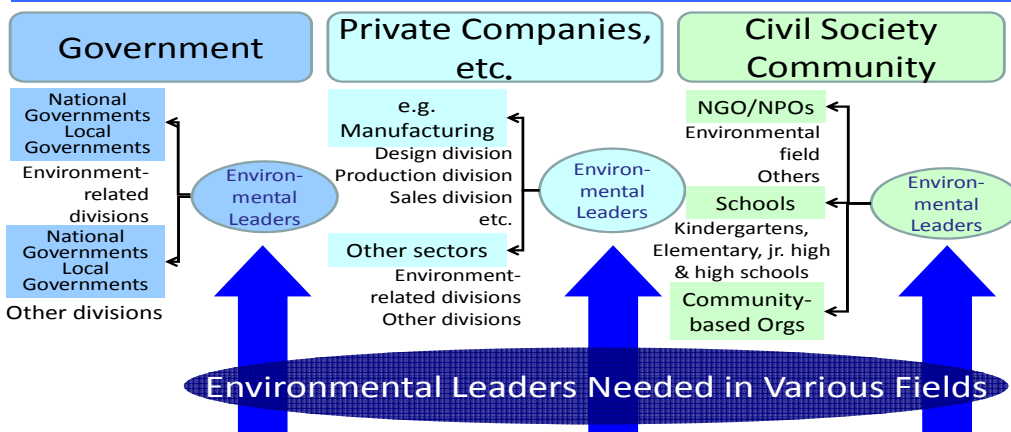 Government
National
Governments
Local
Governments
Environment-
related
divisions
National
Governments
Local
Governments
Other divisions
Environ-
mental
Leaders
Private Companies,
etc.
e.g.
Manufacturing
Design division
Production division
Sales division
etc.
Other sectors
Environment-
related divisions
Other divisions
Environ-
mental
Leaders
Civil Society
Community
NGO/NPOs
Environmental
field
Others
Schools
Kindergartens,
Elementary, jr. high
& high schools
Community-
based Orgs
Environ-
mental
Leaders
Environmental Leaders Needed in Various Fields